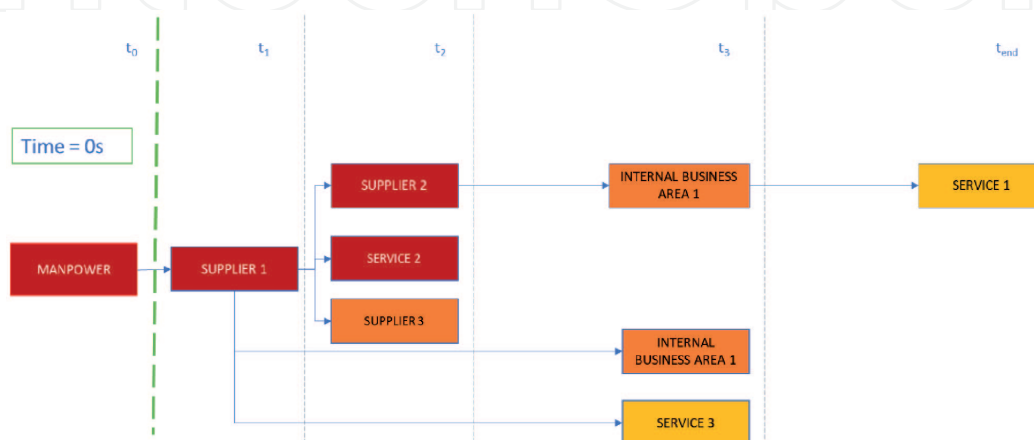 t0
t1
t2
t3
tend
Time = 0s
SUPPLIER 2
INTERNAL BUSINESS
AREA 1
SERVICE 1
MANPOWER
SUPPLIER 1
SERVICE 2
SUPPLIER 3
INTERNAL
BUSINESS AREA 1
SERVICE 3